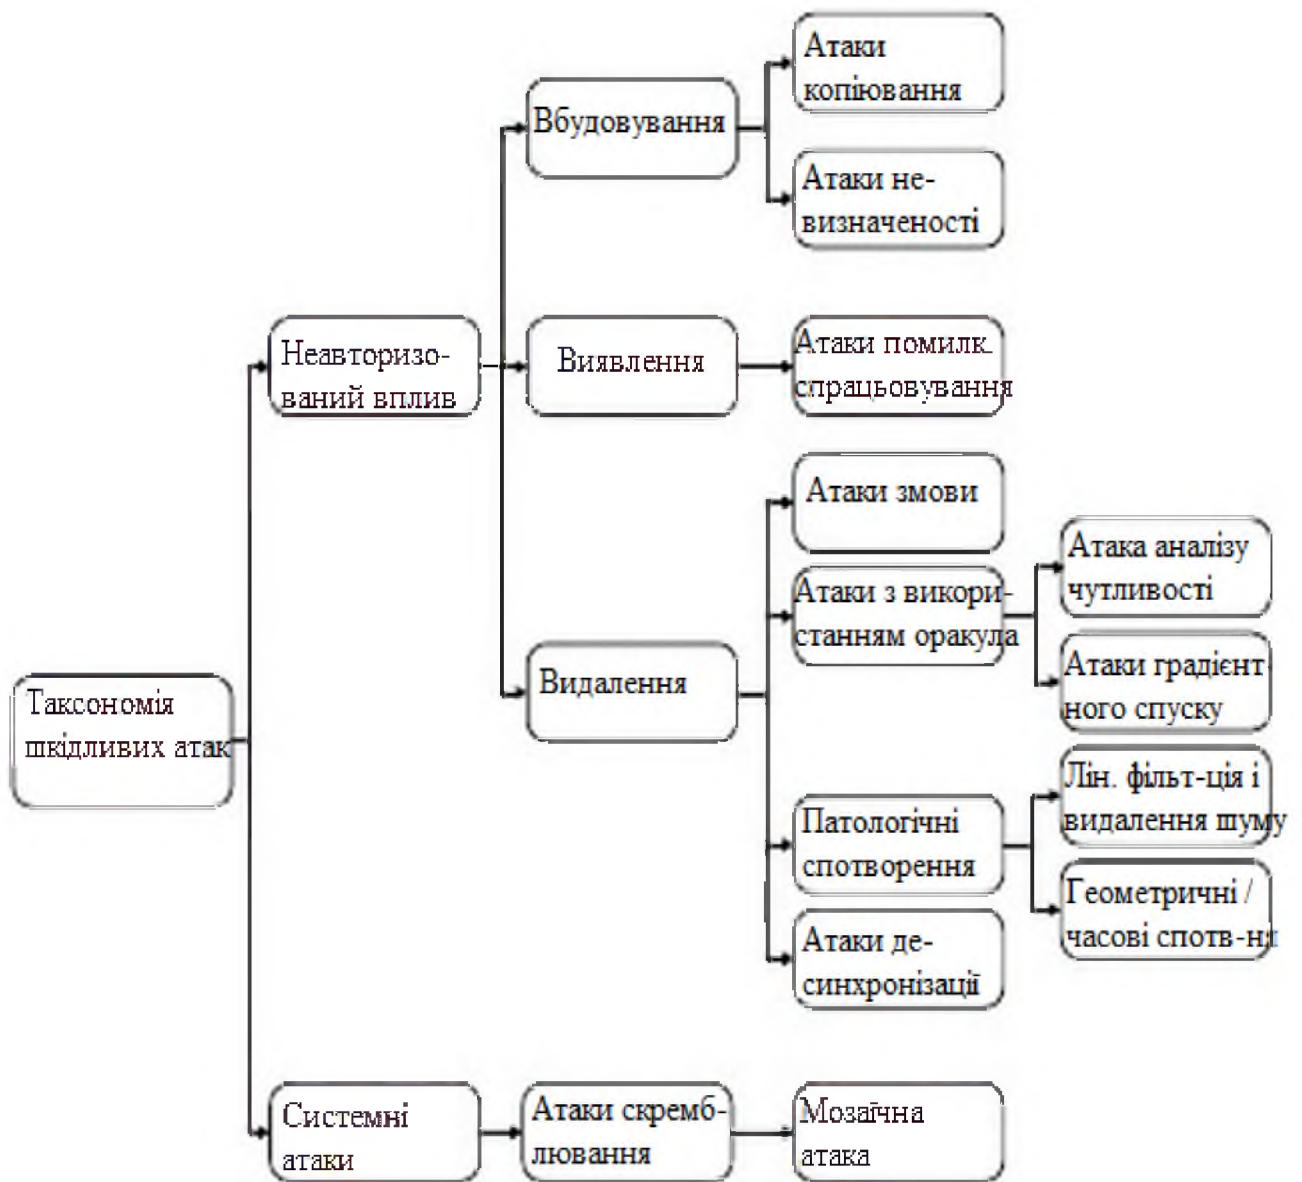 Атаки
копіювання
Вбудовування
Атаки не-
визначеності
Неавторизо-
ваний вплив
Виявлення
Атаки помилк.
спрацьовування
Атаки змови
Атаки з викори-
станням оракула
Атака аналізу
чутливості
Видалення
Атаки градієнт
ного спуску
Таксономія
шкідливих атак
Патологічні
спотворення
Лін. фільт-ція і
видалення шуму
Геометричні /
часові спотв-ня
Атаки де-
синхронізації
Системні
атаки
Атаки скремб-
лювання
Мозаїчна
атака